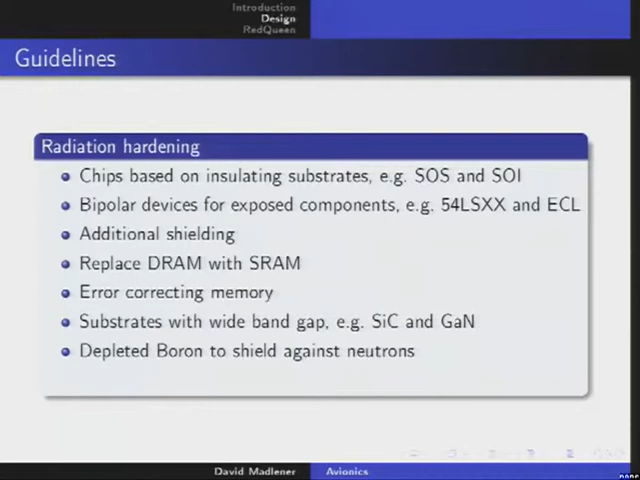 Introduction
Design
RedQueen
Guidelines
Radiation hardening
Chips based on insulating substrates, e.g. SOS and SOI
Bipolar devices for exposed components, e.g. 54LSXX and ECL
Additional shielding
Replace DRAM with SRAM
Error correcting memory
Substrates with wide band gap, e.g. SiC and GaN
Depleted Boron to shield against neutrons
David Madlener
Avionics